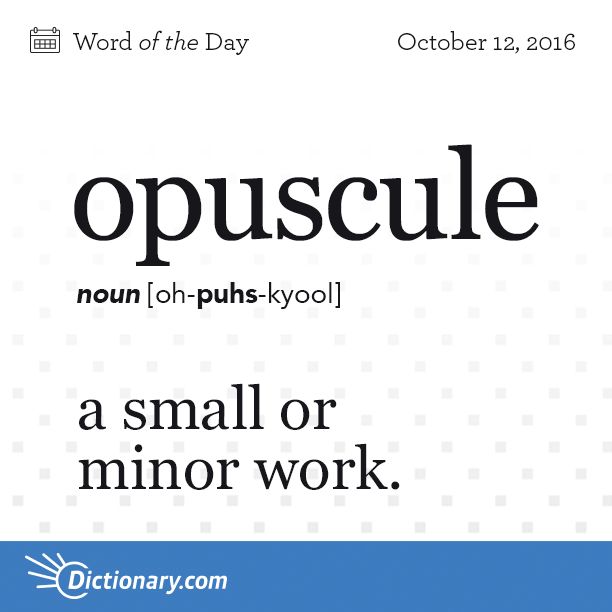 Word of the Day
October 12, 2016
opuscule
noun [oh-puhs-kyool]
a small or
minor work.
Dictionary.com